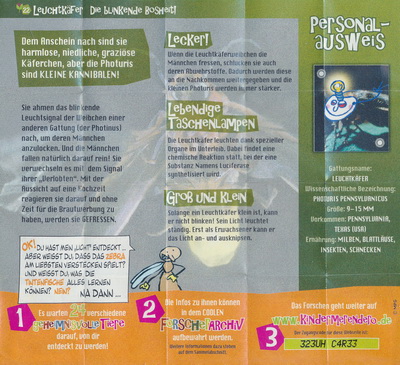 Leuchtkäfer Die blinkende Bosheit!
Dem Anschein nach sind sie
harmlose, niedliche, graziöse
Käferchen, aber die Photuris
sind KLEINE KANNIBALEN!
Sie ahmen das blinkende
Leuchtsignal der Weibchen einer
anderen Gattung (der Photinus)
nach, um deren Männchen
anzulocken. Und die Männchen
fallen natürlich darauf rein! Sie
verwechseln es mit dem Signal
ihrer „Verlobten“. Mit der
Aussicht auf eine Hochzeit
reagieren sie darauf und ohne
Zeit für die Brautwerbung zu
haben, werden sie GEFRESSEN.
Lecker!
Wenn die Leuchtkäferweibchen die
Männchen fressen, schlucken sie auch
deren Abwehrstoffe. Dadurch werden diese
an die Nachkommen weitergegeben und die
kleinen Photuris werden immer stärker.
Lebendige
Taschenlampen
Die Leuchtkäfer leuchten dank spezieller
Organe im Unterleib. Dabei findet eine
chemische Reaktion statt, bei der eine
Substanz Namens Luciferate
synthetisiert wird.
Groß und Klein
Solange ein Leuchtkäfer klein ist, kann
er nicht blinken! Sein Licht leuchtet
ständig. Erst als Erwachsener kann er
das Licht an- und ausknipsen.
Personal-
ausweis
Gattungsname:
LEUCHTKÄFER
Wissenschaftliche Bezeichnung:
PHOTURIS PENNSYLVANICUS
Größe: 9-15 MM
Vorkommen: PENNSYLVANIA,
TEXAS (USA)
Ernährung: MILBEN, BLATTLÄUSE,
INSEKTEN, SCHNECKEN
OK! DU HAST MEIN LICHT ENTDECKT...
ABER WEISST DU DASS DAS ZEBRA
AM LIEBSTEN VERSTECKEN SPIELT?
UND WEISST DU WAS DIE
TINTENFISCHE ALLES LERNEN
KÖNNEN? NEIN?
NA DANN...
1 Es warten 24 verschiedene
geheimnisvolle Tiere
darauf, von dir
entdeckt zu werden!
2 Die Infos zu ihnen können
in dem COOLEN
Forscherarchiv
aufbewahrt werden.
Das Forschen geht weiter auf
www.KinderMerendero.de
3
323UH C4R33